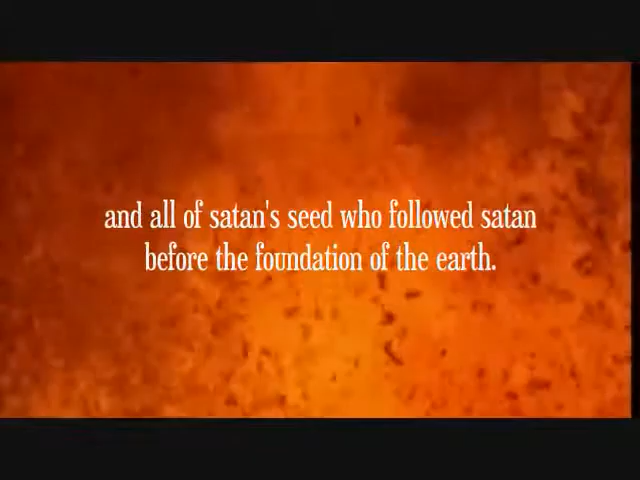 and all of satan's seed who followed satan
before the foundation of the earth.